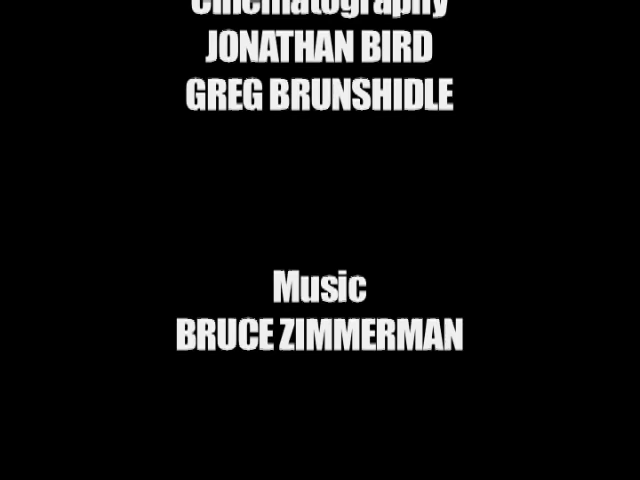 Cinematography
JONATHAN BIRD
GREG BRUNSHIDLE
Music
BRUCE ZIMMERMAN